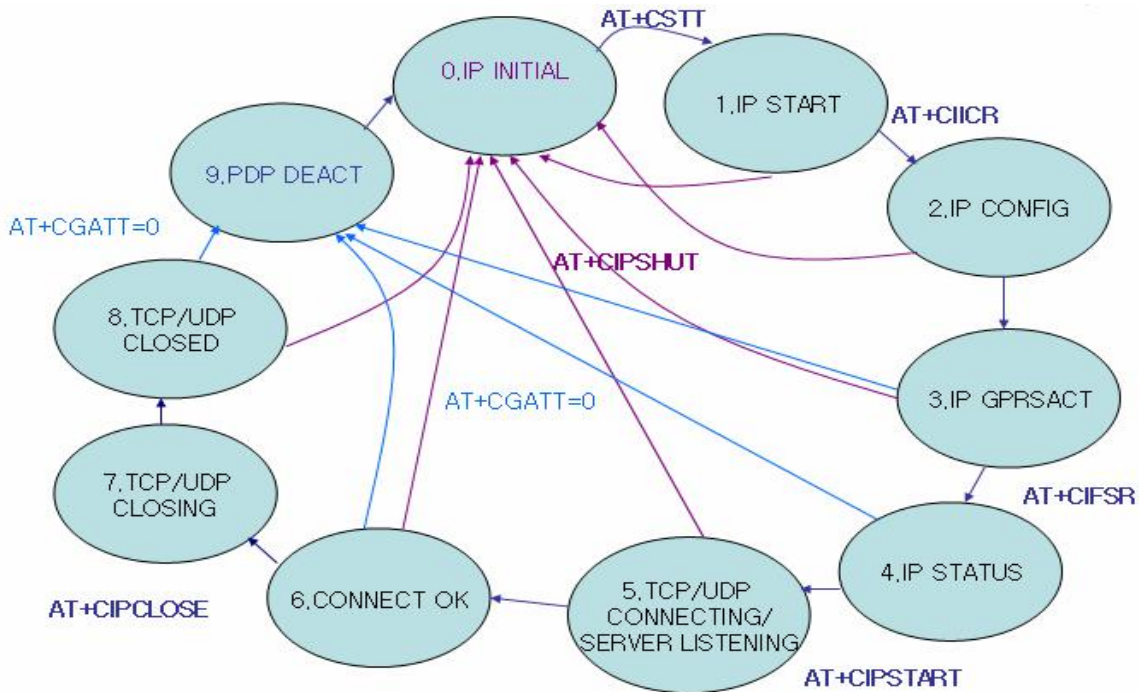 AT+CSTT
0,IP INITIAL
1,IP START
AT+CIICR
9,PDP DEACT
2,IP CONFIG
AT+CGATT=0
AT+CIPSHUT
8,TCP/UDP
CLOSED
3,IP GPRSACT
AT+CGATT=0
7,TCP/UDP
CLOSING
AT+CIFSR
4,IP STATUS
6,CONNECT OK
5,TCP/UDP
CONNECTING/
SERVER LISTENING
AT+CIPCLOSE
AT+CIPSTART